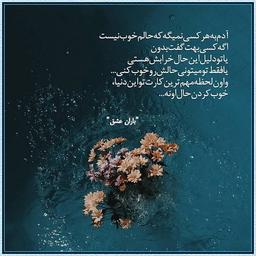 آدم به هر کسی نمیگه که حالم خوب نیست
اگه کسی بهت گفت بدون
یا تو دلیل این حال خرابش هستی
یا فقط تو میتونی حالش رو خوب کنی...
و اون لحظه مهم ترین کارت تو این دنیا،
خوب کردن حال اونه...
"باران عشق"